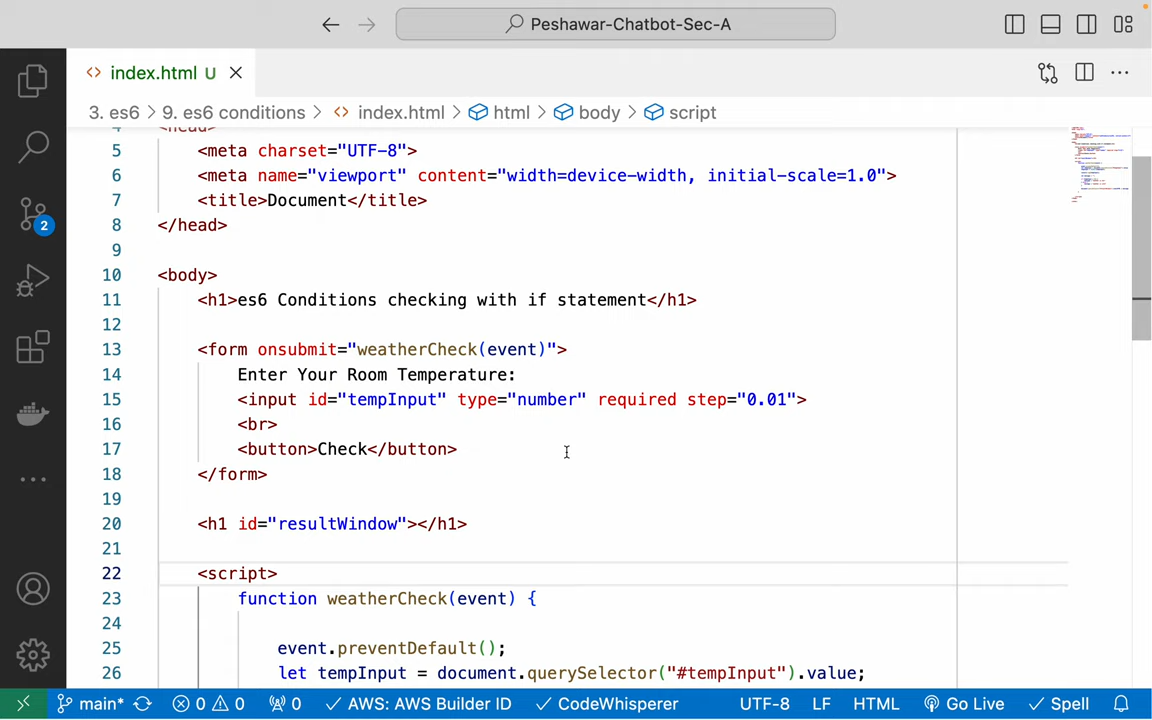 Peshawar-Chatbot-Sec-A
<> index.html U
3. es6 > 9. es6 conditions > <> index.html > html > body > script
4 <head>
5 <meta charset="UTF-8">
6 <meta name="viewport" content="width=device-width, initial-scale=1.0">
7 <title>Document</title>
8 </head>
9
10 <body>
11 <h1>es6 Conditions checking with if statement</h1>
12
13 <form onsubmit="weatherCheck(event)">
14 Enter Your Room Temperature:
15 <input id="tempInput" type="number" required step="0.01">
16 <br>
17 <button>Check</button>
18 </form>
19
20 <h1 id="resultWindow"></h1>
21
22 <script>
23 function weatherCheck(event) {
24
25 event.preventDefault();
26 let tempInput = document.querySelector("#tempInput").value;
2
main* 0 0 0 AWS: AWS Builder ID CodeWhisperer UTF-8 LF HTML Go Live Spell